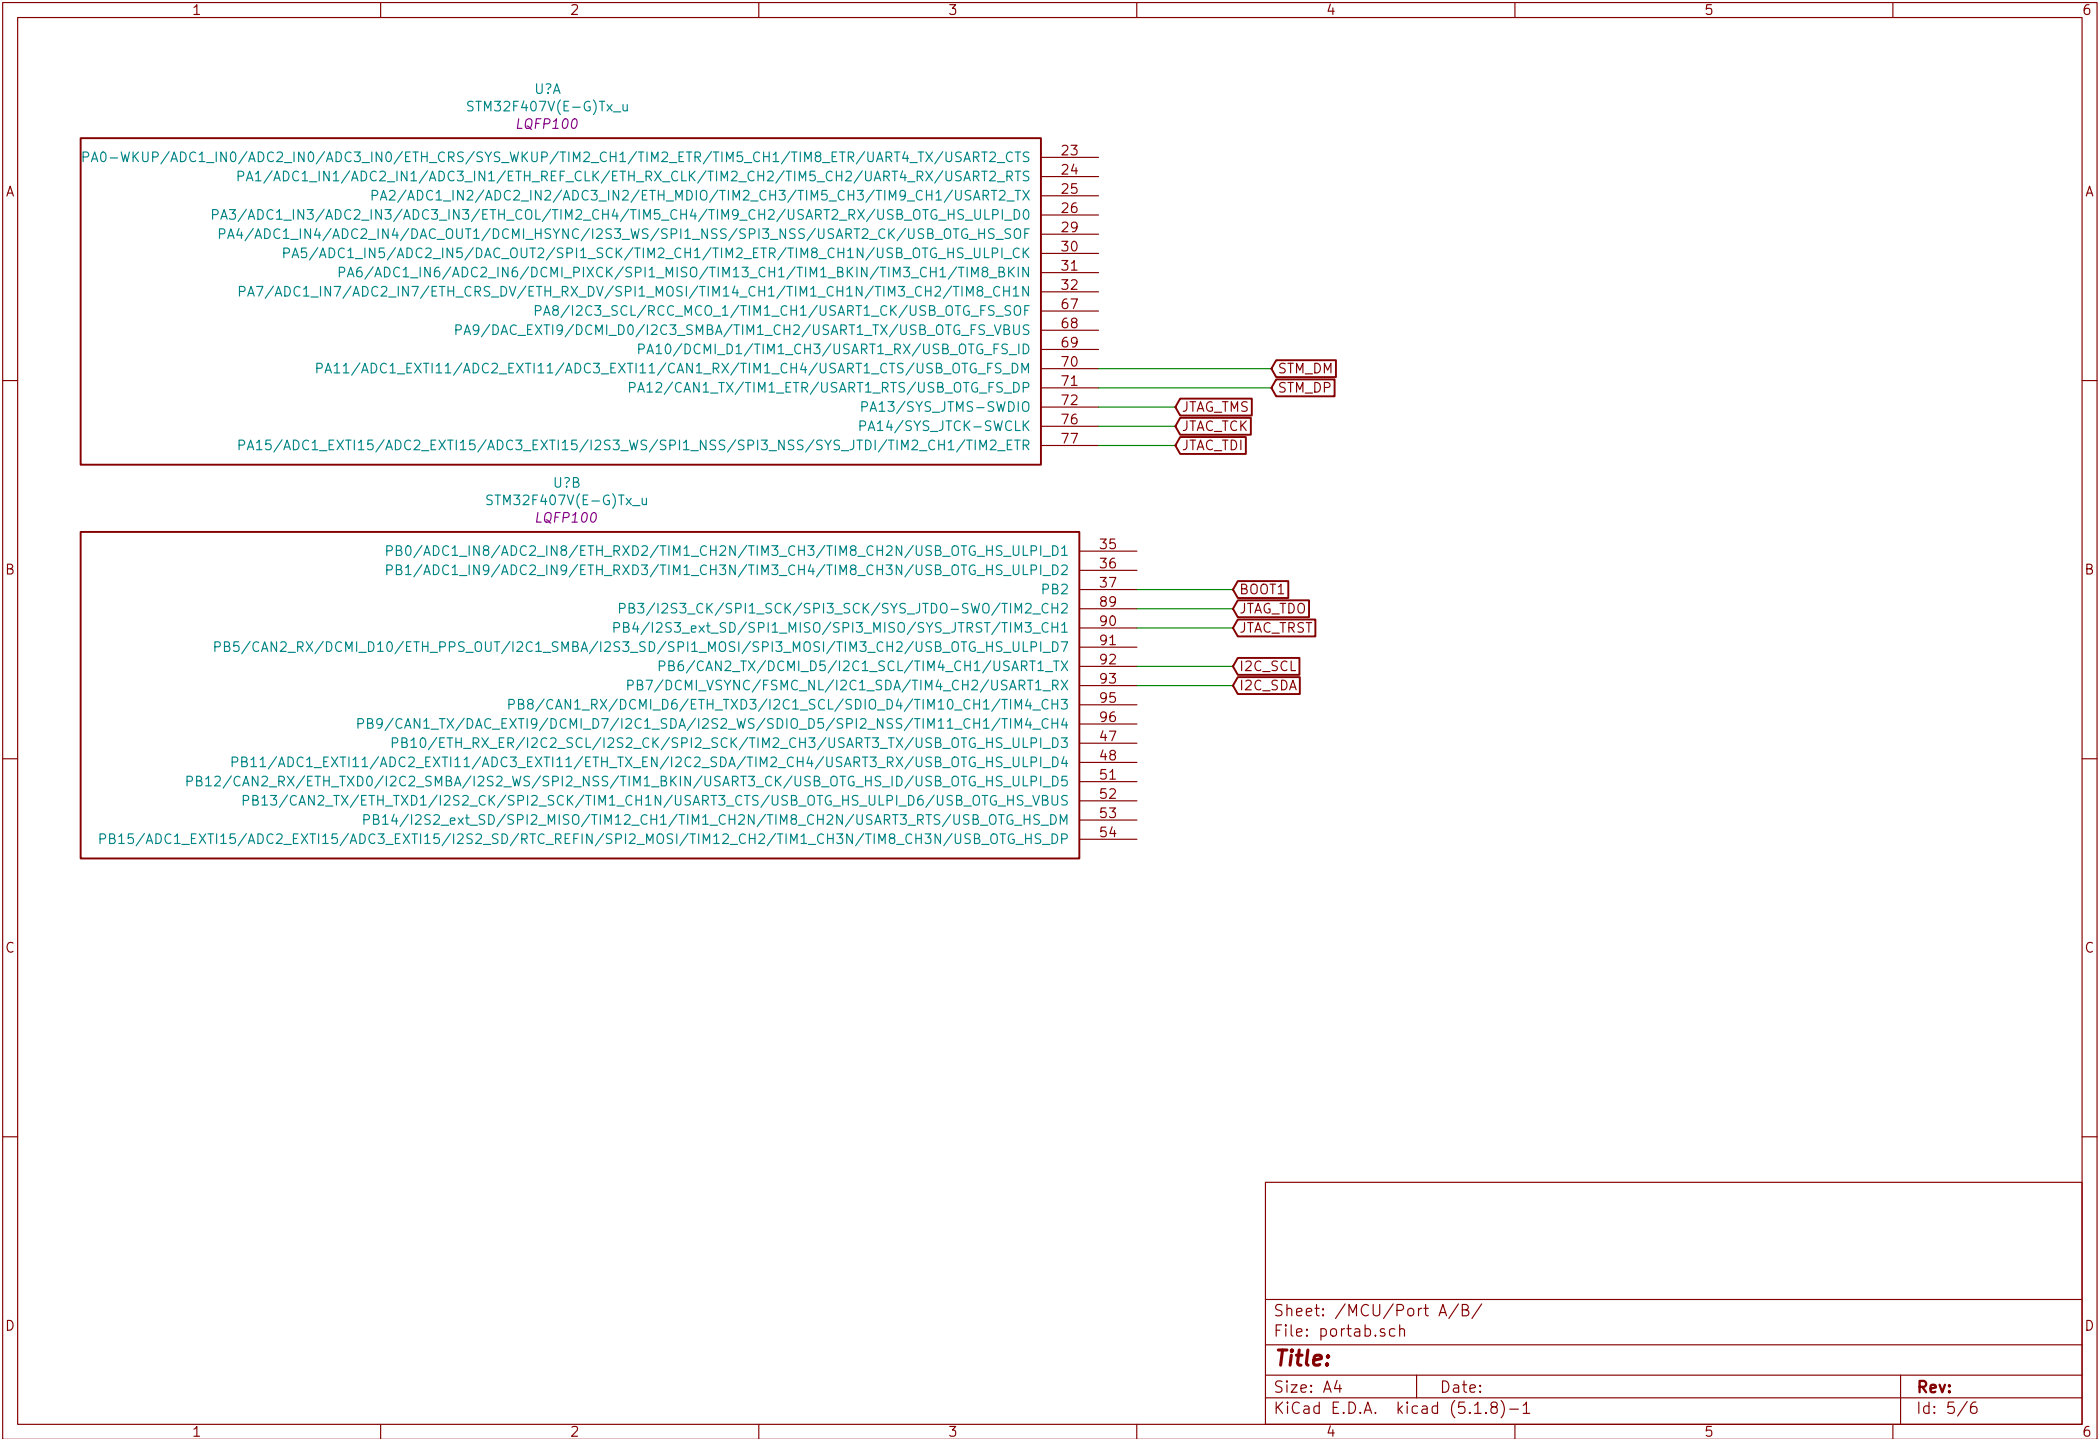 1 2 3 4 5 6
U?A
STM32F407V(E-G)Tx_u
LQFP100
PA0-WKUP/ADC1_IN0/ADC2_IN0/ADC3_IN0/ETH_CRS/SYS_WKUP/TIM2_CH1/TIM2_ETR/TIM5_CH1/TIM8_ETR/UART4_TX/USART2_CTS 23
PA1/ADC1_IN1/ADC2_IN1/ADC3_IN1/ETH_REF_CLK/ETH_RX_CLK/TIM2_CH2/TIM5_CH2/UART4_RX/USART2_RTS 24
A A
PA2/ADC1_IN2/ADC2_IN2/ADC3_IN2/ETH_MDIO/TIM2_CH3/TIM5_CH3/TIM9_CH1/USART2_TX 25
PA3/ADC1_IN3/ADC2_IN3/ADC3_IN3/ETH_COL/TIM2_CH4/TIM5_CH4/TIM9_CH2/USART2_RX/USB_OTG_HS_ULPI_D0 26
PA4/ADC1_IN4/ADC2_IN4/DAC_OUT1/DCMI_HSYNC/I2S3_WS/SPI1_NSS/SPI3_NSS/USART2_CK/USB_OTG_HS_SOF 29
PA5/ADC1_IN5/ADC2_IN5/DAC_OUT2/SPI1_SCK/TIM2_CH1/TIM2_ETR/TIM8_CH1N/USB_OTG_HS_ULPI_CK 30
PA6/ADC1_IN6/ADC2_IN6/DCMI_PIXCK/SPI1_MISO/TIM13_CH1/TIM1_BKIN/TIM3_CH1/TIM8_BKIN 31
PA7/ADC1_IN7/ADC2_IN7/ETH_CRS_DV/ETH_RX_DV/SPI1_MOSI/TIM14_CH1/TIM1_CH1N/TIM3_CH2/TIM8_CH1N 32
PA8/I2C3_SCL/RCC_MCO_1/TIM1_CH1/USART1_CK/USB_OTG_FS_SOF 67
PA9/DAC_EXTI9/DCMI_D0/I2C3_SMBA/TIM1_CH2/USART1_TX/USB_OTG_FS_VBUS 68
PA10/DCMI_D1/TIM1_CH3/USART1_RX/USB_OTG_FS_ID 69
PA11/ADC1_EXTI11/ADC2_EXTI11/ADC3_EXTI11/CAN1_RX/TIM1_CH4/USART1_CTS/USB_OTG_FS_DM 70 STM_DM
PA12/CAN1_TX/TIM1_ETR/USART1_RTS/USB_OTG_FS_DP 71 STM_DP
PA13/SYS_JTMS-SWDIO 72 JTAG_TMS
PA14/SYS_JTCK-SWCLK 76 JTAC_TCK
PA15/ADC1_EXTI15/ADC2_EXTI15/ADC3_EXTI15/I2S3_WS/SPI1_NSS/SPI3_NSS/SYS_JTDI/TIM2_CH1/TIM2_ETR 77 JTAC_TDI
U?B
STM32F407V(E-G)Tx_u
LQFP100
PB0/ADC1_IN8/ADC2_IN8/ETH_RXD2/TIM1_CH2N/TIM3_CH3/TIM8_CH2N/USB_OTG_HS_ULPI_D1 35
B PB1/ADC1_IN9/ADC2_IN9/ETH_RXD3/TIM1_CH3N/TIM3_CH4/TIM8_CH3N/USB_OTG_HS_ULPI_D2 36 B
PB2 37 BOOT1
PB3/I2S3_CK/SPI1_SCK/SPI3_SCK/SYS_JTDO-SWO/TIM2_CH2 89 JTAG_TDO
PB4/I2S3_ext_SD/SPI1_MISO/SPI3_MISO/SYS_JTRST/TIM3_CH1 90 JTAC_TRST
PB5/CAN2_RX/DCMI_D10/ETH_PPS_OUT/I2C1_SMBA/I2S3_SD/SPI1_MOSI/SPI3_MOSI/TIM3_CH2/USB_OTG_HS_ULPI_D7 91
PB6/CAN2_TX/DCMI_D5/I2C1_SCL/TIM4_CH1/USART1_TX 92 I2C_SCL
PB7/DCMI_VSYNC/FSMC_NL/I2C1_SDA/TIM4_CH2/USART1_RX 93 I2C_SDA
PB8/CAN1_RX/DCMI_D6/ETH_TXD3/I2C1_SCL/SDIO_D4/TIM10_CH1/TIM4_CH3 95
PB9/CAN1_TX/DAC_EXTI9/DCMI_D7/I2C1_SDA/I2S2_WS/SDIO_D5/SPI2_NSS/TIM11_CH1/TIM4_CH4 96
PB10/ETH_RX_ER/I2C2_SCL/I2S2_CK/SPI2_SCK/TIM2_CH3/USART3_TX/USB_OTG_HS_ULPI_D3 47
PB11/ADC1_EXTI11/ADC2_EXTI11/ADC3_EXTI11/ETH_TX_EN/I2C2_SDA/TIM2_CH4/USART3_RX/USB_OTG_HS_ULPI_D4 48
PB12/CAN2_RX/ETH_TXD0/I2C2_SMBA/I2S2_WS/SPI2_NSS/TIM1_BKIN/USART3_CK/USB_OTG_HS_ID/USB_OTG_HS_ULPI_D5 51
PB13/CAN2_TX/ETH_TXD1/I2S2_CK/SPI2_SCK/TIM1_CH1N/USART3_CTS/USB_OTG_HS_ULPI_D6/USB_OTG_HS_VBUS 52
PB14/I2S2_ext_SD/SPI2_MISO/TIM12_CH1/TIM1_CH2N/TIM8_CH2N/USART3_RTS/USB_OTG_HS_DM 53
PB15/ADC1_EXTI15/ADC2_EXTI15/ADC3_EXTI15/I2S2_SD/RTC_REFIN/SPI2_MOSI/TIM12_CH2/TIM1_CH3N/TIM8_CH3N/USB_OTG_HS_DP 54
C C
Sheet: /MCU/Port A/B/
D D
File: portab.sch
Title:
Size: A4 Date: Rev:
KiCad E.D.A. kicad (5.1.8)-1 Id: 5/6
1 2 3 4 5 6